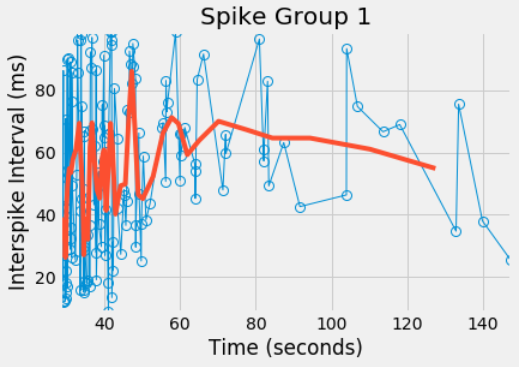 Spike Group 1
Interspike Interval (ms)
80
60
40
20
40 60 80 100 120 140
Time (seconds)